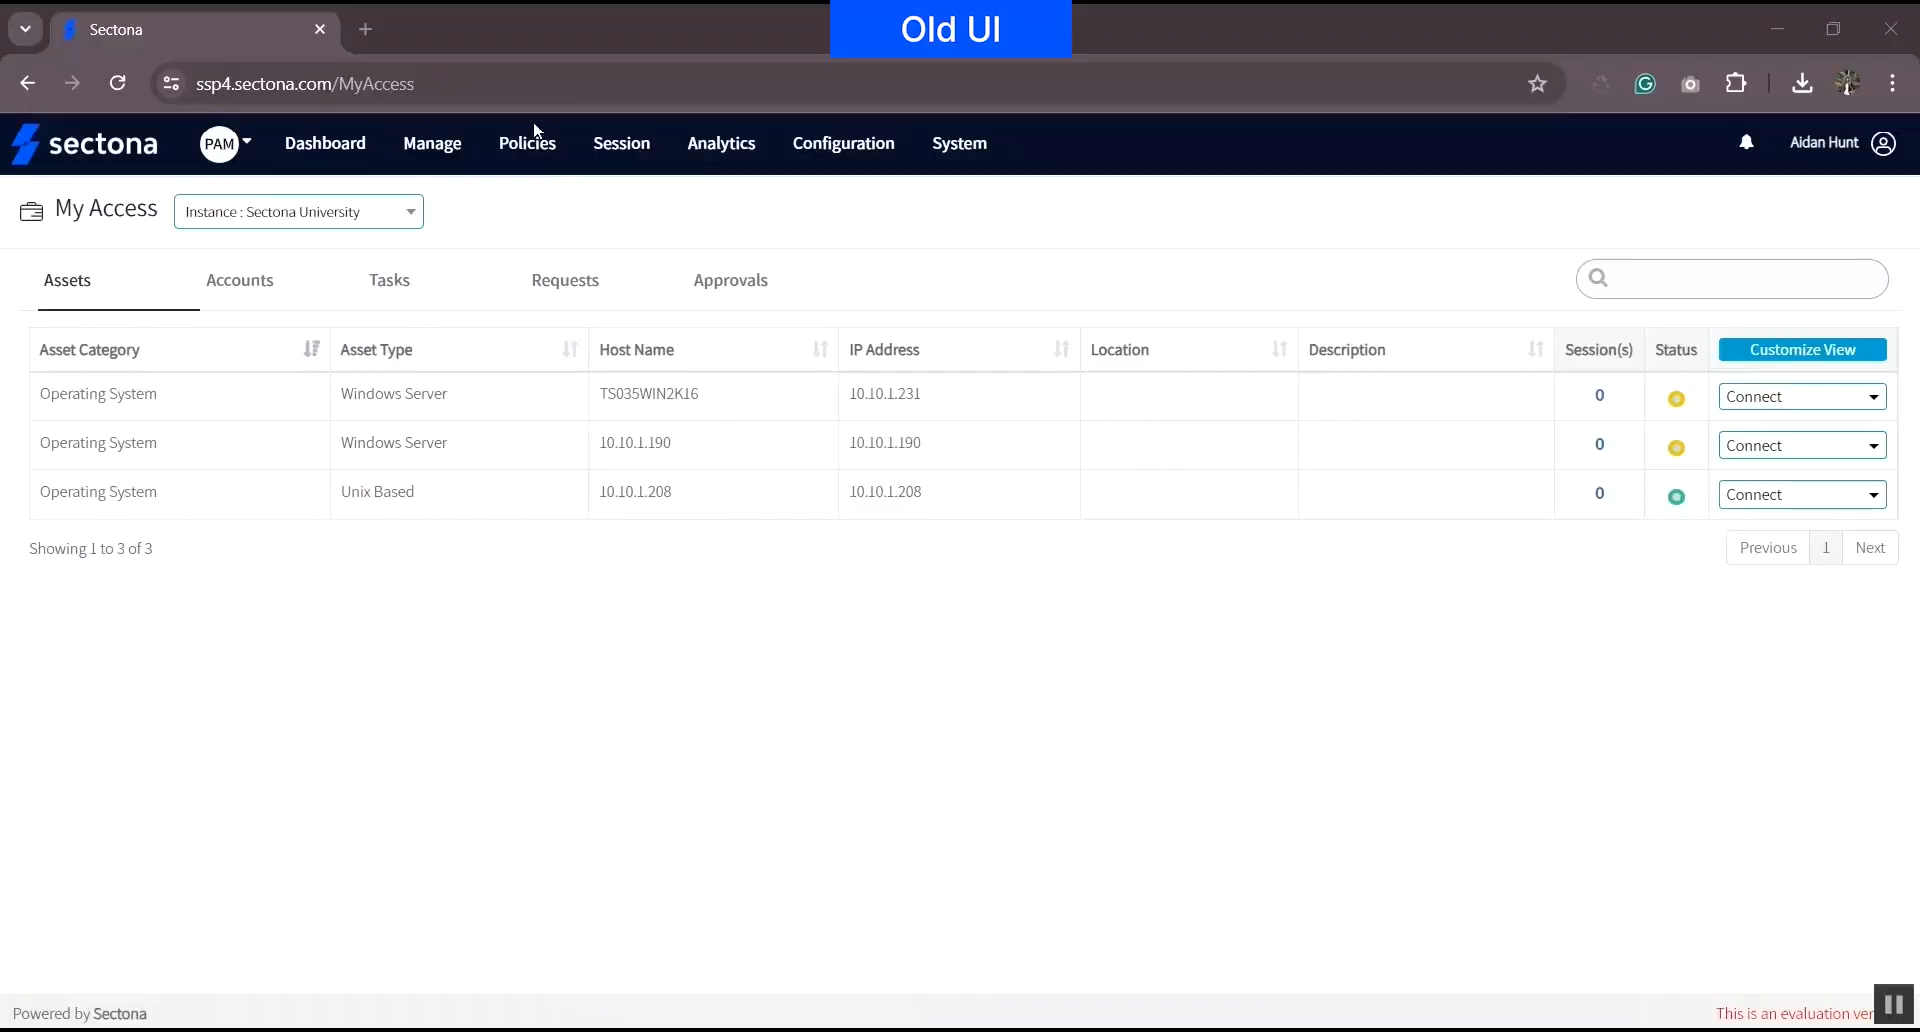 Old UI
Sectona
ssp4.sectona.com/MyAccess
sectona PAM Dashboard Manage Policies Session Analytics Configuration System Aidan Hunt
My Access Instance : Sectona University
Assets Accounts Tasks Requests Approvals
Asset Category Asset Type Host Name IP Address Location Description Session(s) Status Customize View
Operating System Windows Server TS035WIN2K16 10.10.1.231 0 Connect
Operating System Windows Server 10.10.1.190 10.10.1.190 0 Connect
Operating System Unix Based 10.10.1.208 10.10.1.208 0 Connect
Showing 1 to 3 of 3 Previous 1 Next
Powered by Sectona This is an evaluation ver